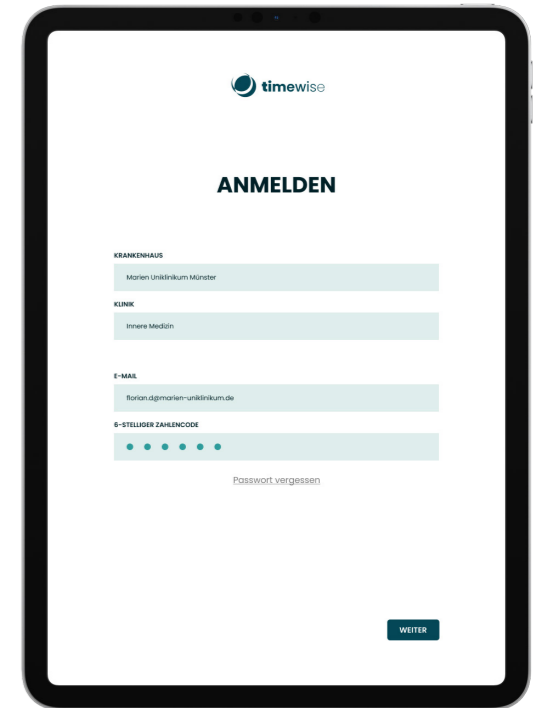 timewise
ANMELDEN
KRANKENHAUS
Marien Uniklinikum Münster
KLINIK
Innere Medizin
E-MAIL
florian.d@marien-uniklinikum.de
6-STELLIGER ZAHLENCODE
Passwort vergessen
WEITER